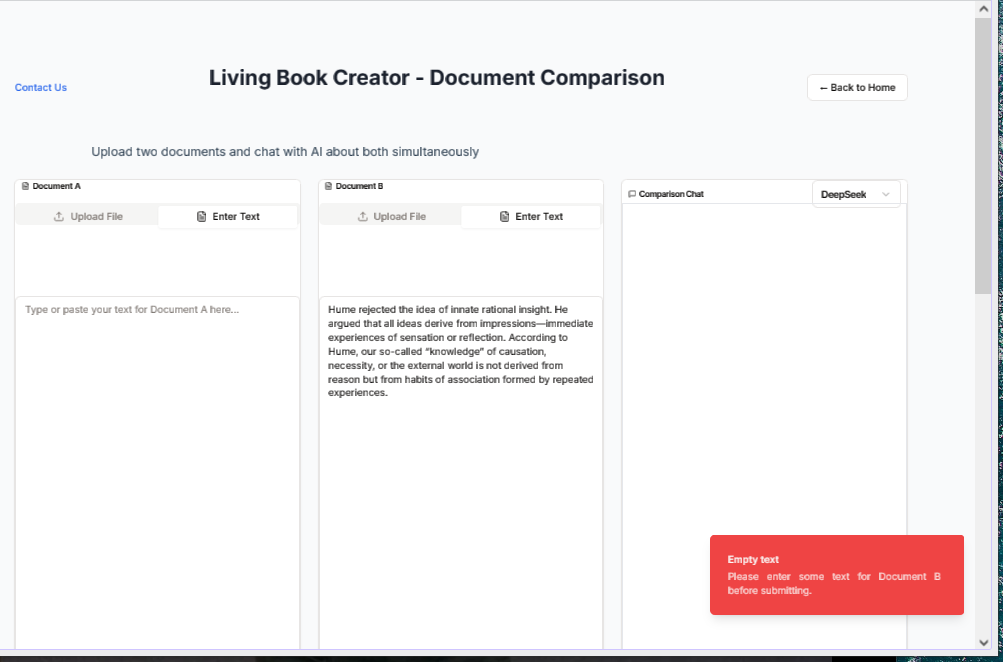 Living Book Creator - Document Comparison
Contact Us
← Back to Home
Upload two documents and chat with AI about both simultaneously
Document A
Upload File
Enter Text
Type or paste your text for Document A here...
Document B
Upload File
Enter Text
Hume rejected the idea of innate rational insight. He
argued that all ideas derive from impressions—immediate
experiences of sensation or reflection. According to
Hume, our so-called “knowledge” of causation,
necessity, or the external world is not derived from
reason but from habits of association formed by repeated
experiences.
Comparison Chat
DeepSeek
Empty text
Please enter some text for Document B
before submitting.